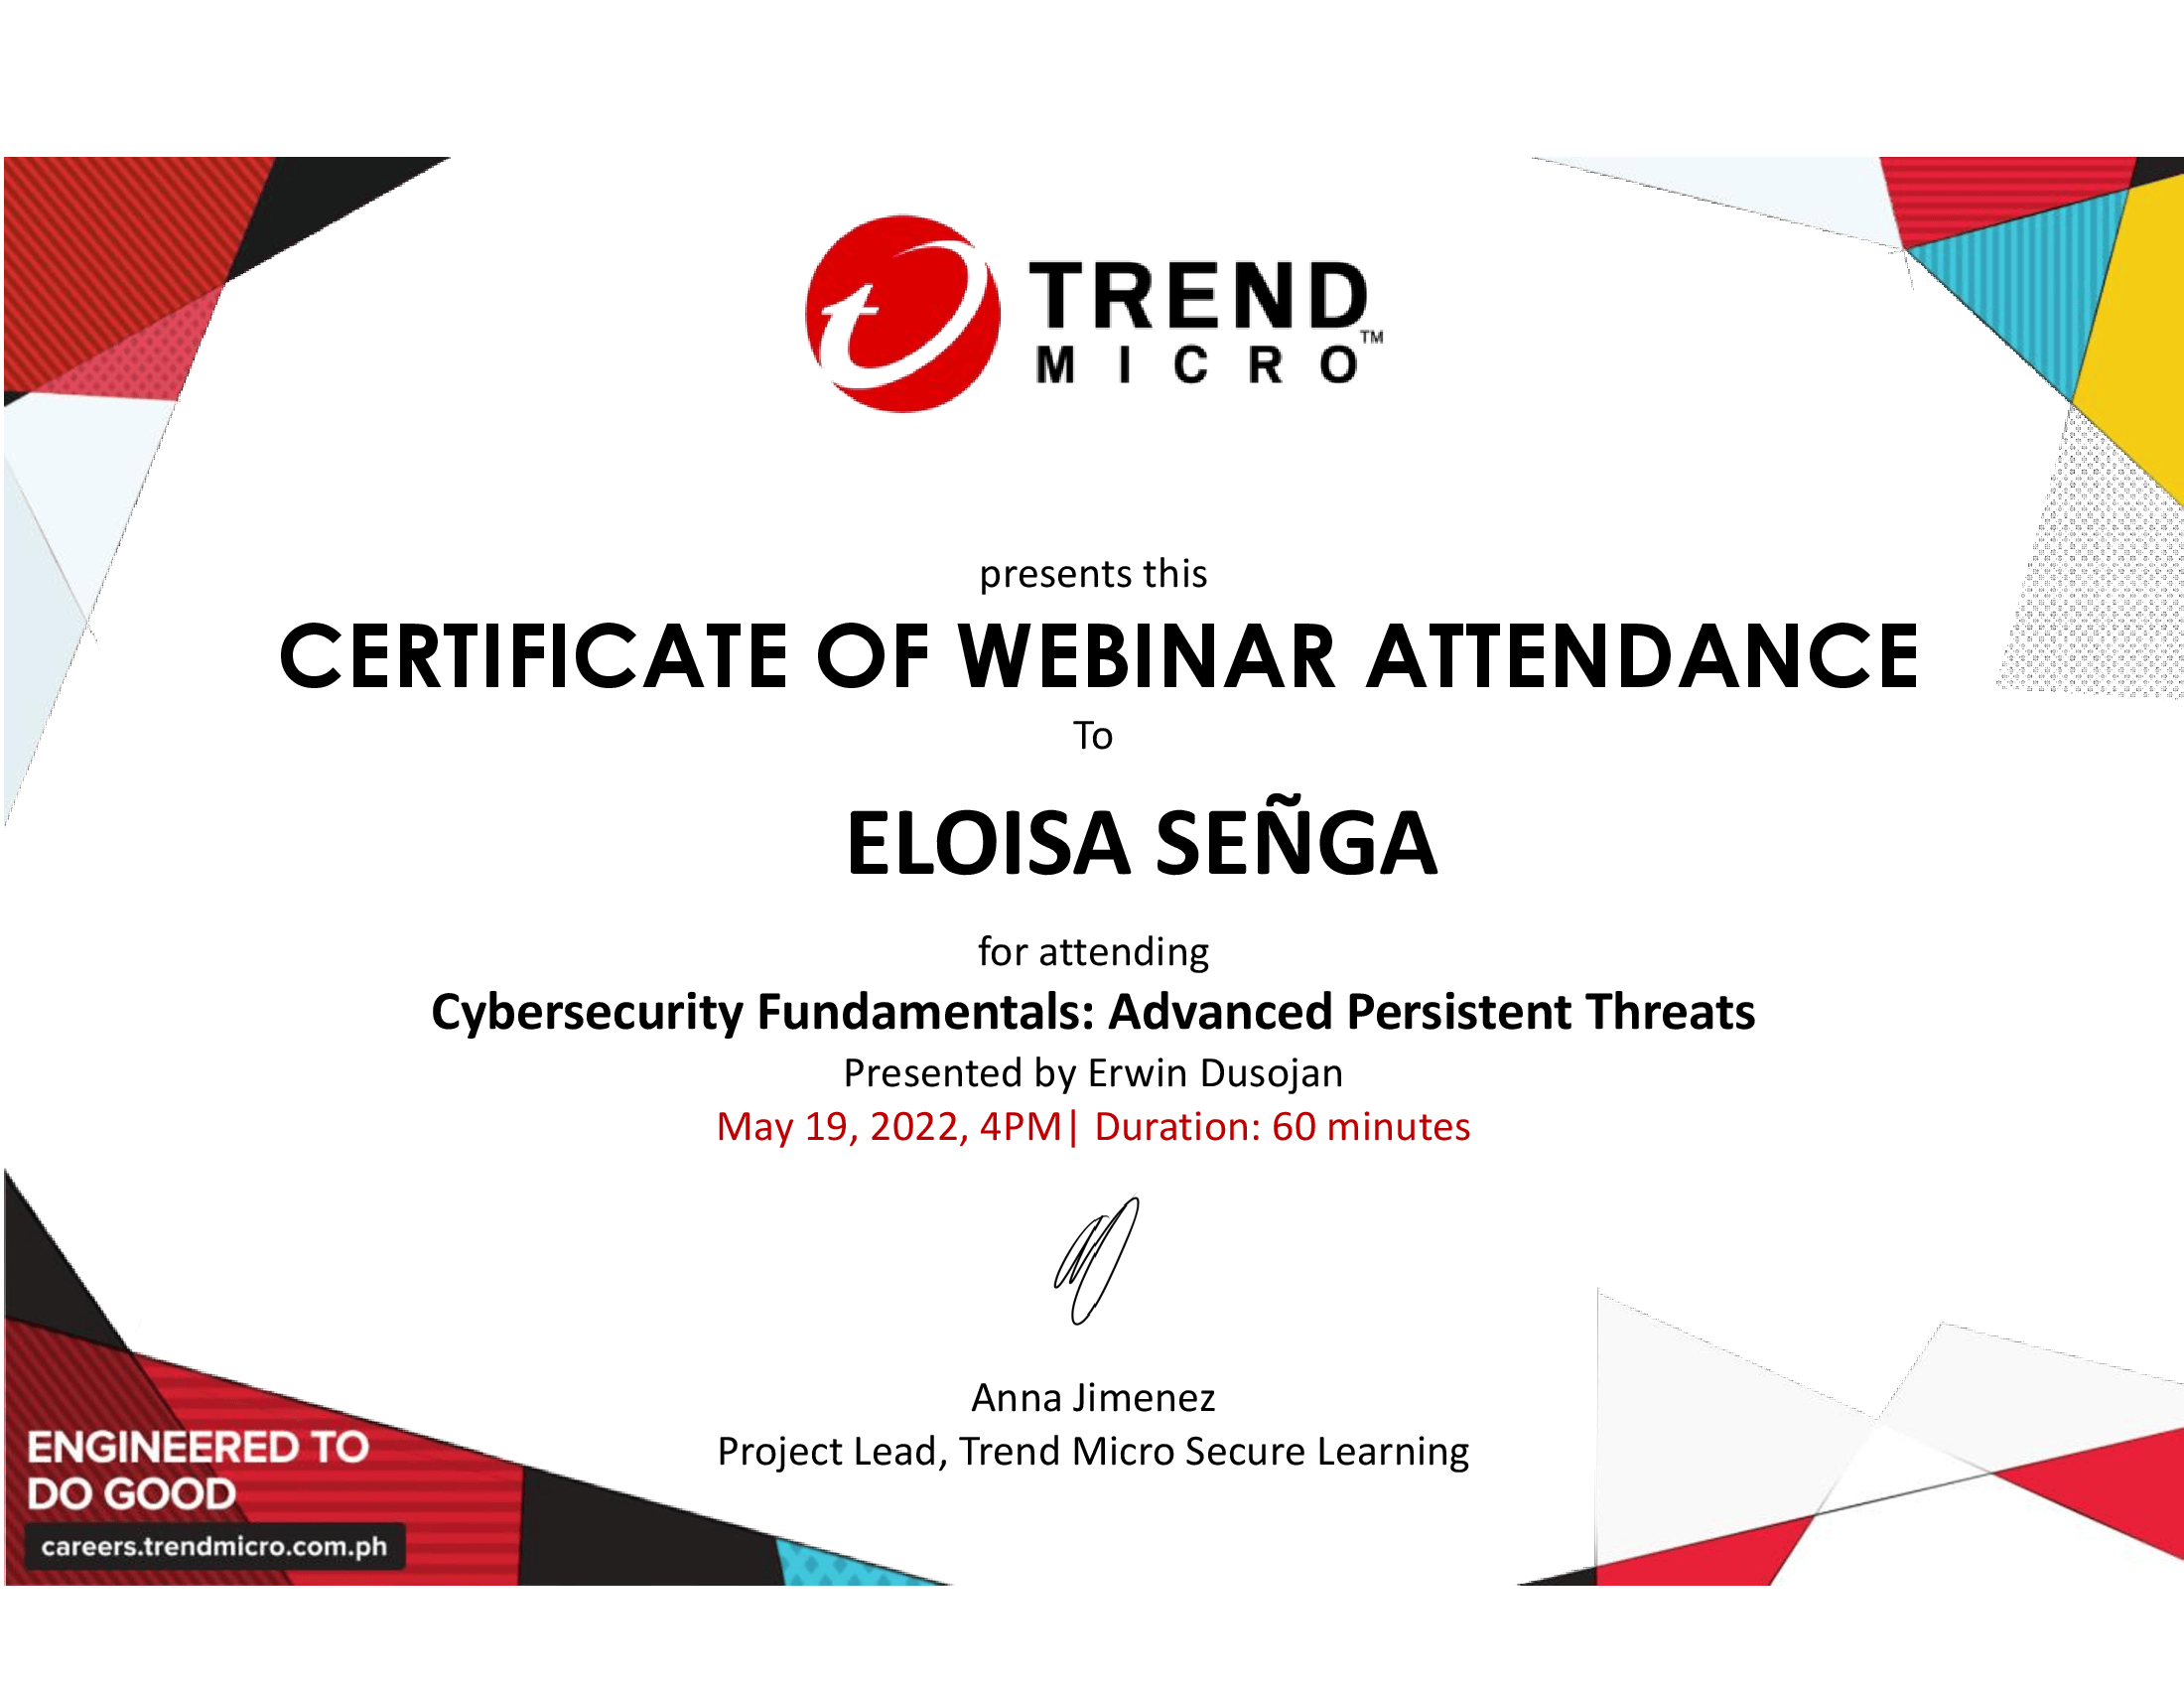 TREND
MICRO™
presents this
CERTIFICATE OF WEBINAR ATTENDANCE
To
ELOISA SEÑGA
for attending
Cybersecurity Fundamentals: Advanced Persistent Threats
Presented by Erwin Dusojan
May 19, 2022, 4PM| Duration: 60 minutes
Anna Jimenez
Project Lead, Trend Micro Secure Learning
ENGINEERED TO
DO GOOD
careers.trendmicro.com.ph